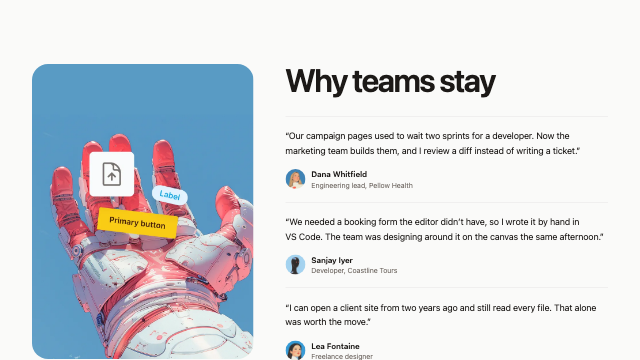 Why teams stay
“Our campaign pages used to wait two sprints for a developer. Now the
marketing team builds them, and I review a diff instead of writing a ticket.”
Dana Whitfield
Engineering lead, Pellow Health
Label
Primary button
“We needed a booking form the editor didn’t have, so I wrote it by hand in
VS Code. The team was designing around it on the canvas the same afternoon.”
Sanjay Iyer
Developer, Coastline Tours
“I can open a client site from two years ago and still read every file. That alone
was worth the move.”
Lea Fontaine
Freelance designer